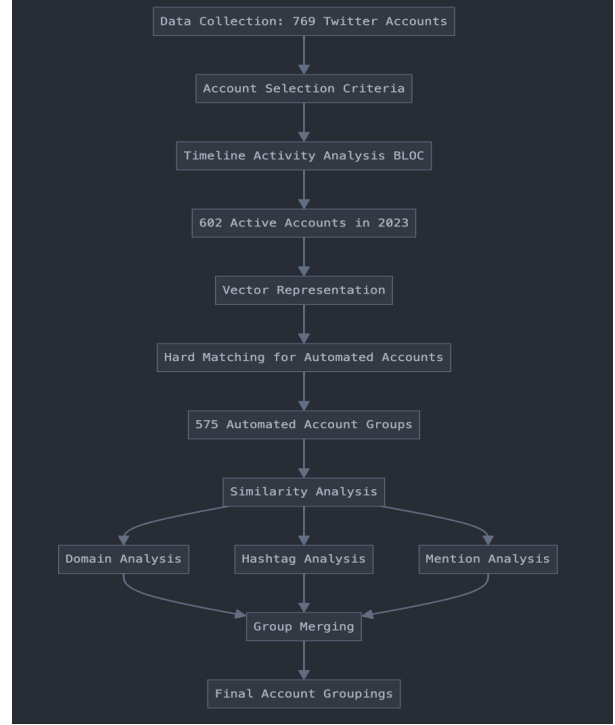 Data Collection: 769 Twitter Accounts
Account Selection Criteria
Timeline Activity Analysis BLOC
602 Active Accounts in 2023
Vector Representation
Hard Matching for Automated Accounts
575 Automated Account Groups
Similarity Analysis
Domain Analysis
Hashtag Analysis
Mention Analysis
Group Merging
Final Account Groupings